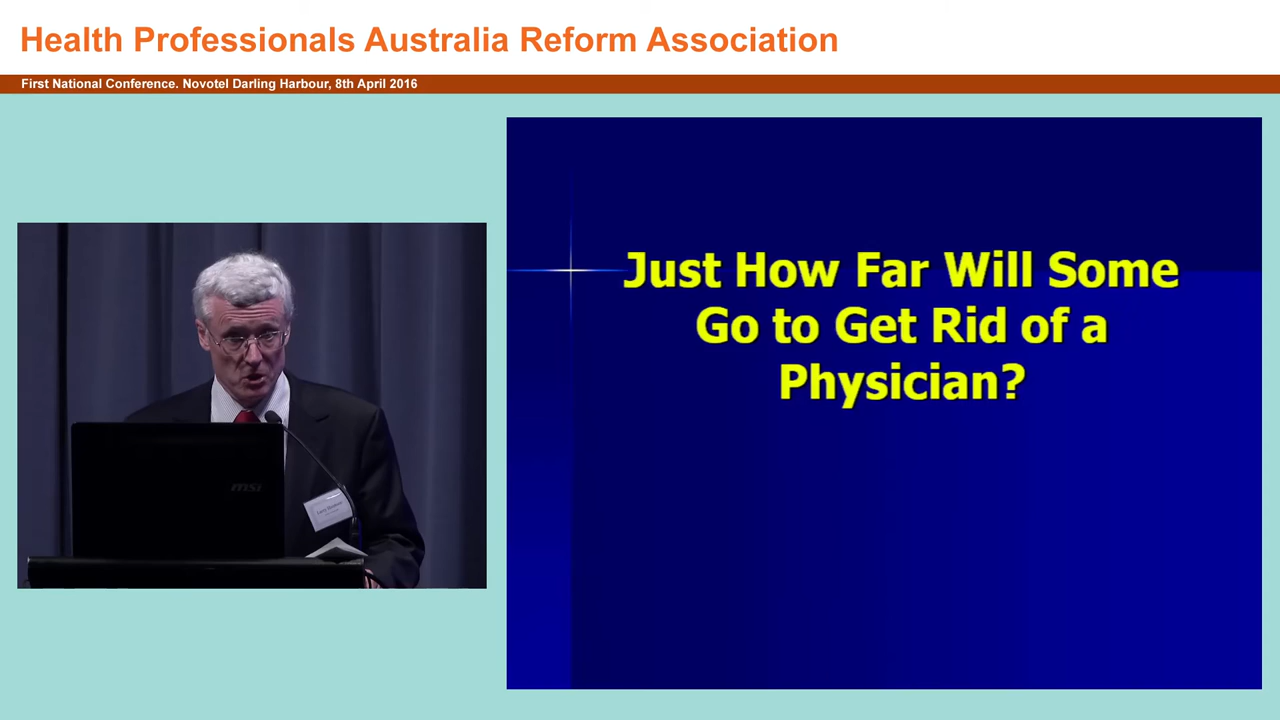 Health Professionals Australia Reform Association
First National Conference. Novotel Darling Harbour, 8th April 2016
Just How Far Will Some
Go to Get Rid of a
Physician?
msi